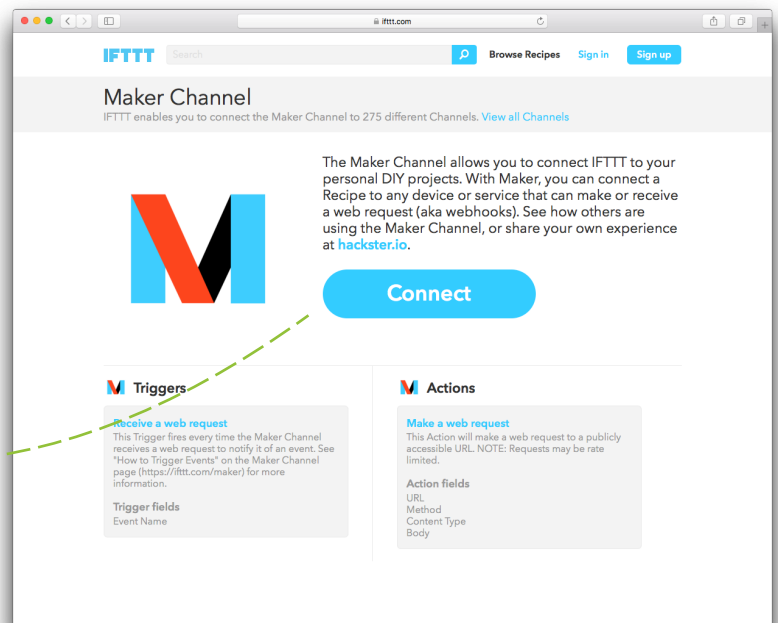 ifttt.com
IFTTT
Search
Browse Recipes
Sign in
Sign up
Maker Channel
IFTTT enables you to connect the Maker Channel to 275 different Channels. View all Channels
The Maker Channel allows you to connect IFTTT to your
personal DIY projects. With Maker, you can connect a
Recipe to any device or service that can make or receive
a web request (aka webhooks). See how others are
using the Maker Channel, or share your own experience
at hackster.io.
Connect
Triggers
Receive a web request
This Trigger fires every time the Maker Channel
receives a web request to notify it of an event. See
"How to Trigger Events" on the Maker Channel
page (https://ifttt.com/maker) for more
information.
Trigger fields
Event Name
Actions
Make a web request
This Action will make a web request to a publicly
accessible URL. NOTE: Requests may be rate
limited.
Action fields
URL
Method
Content Type
Body